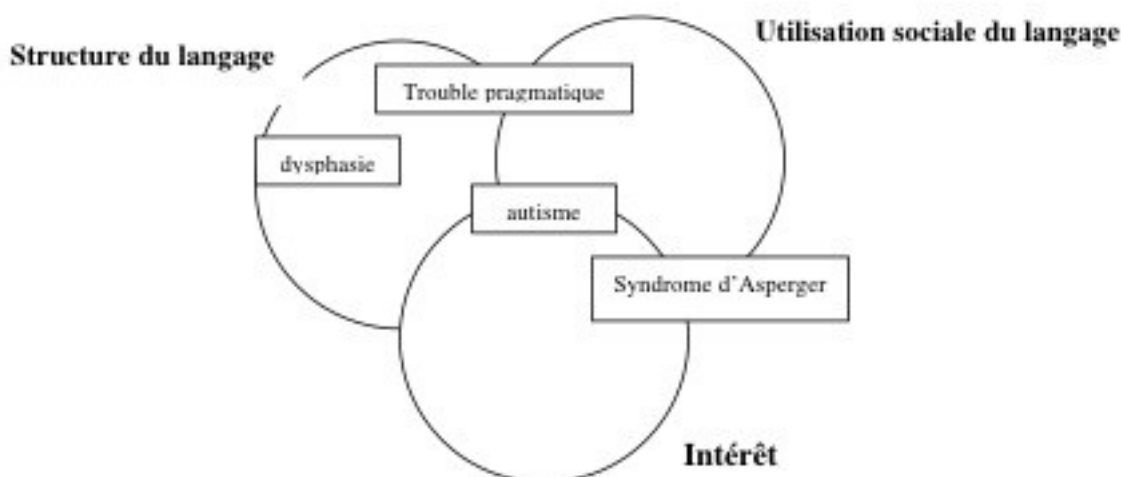 Utilisation sociale du langage
Structure du langage
Trouble pragmatique
dysphasie
autisme
Syndrome d'Asperger
Intérêt